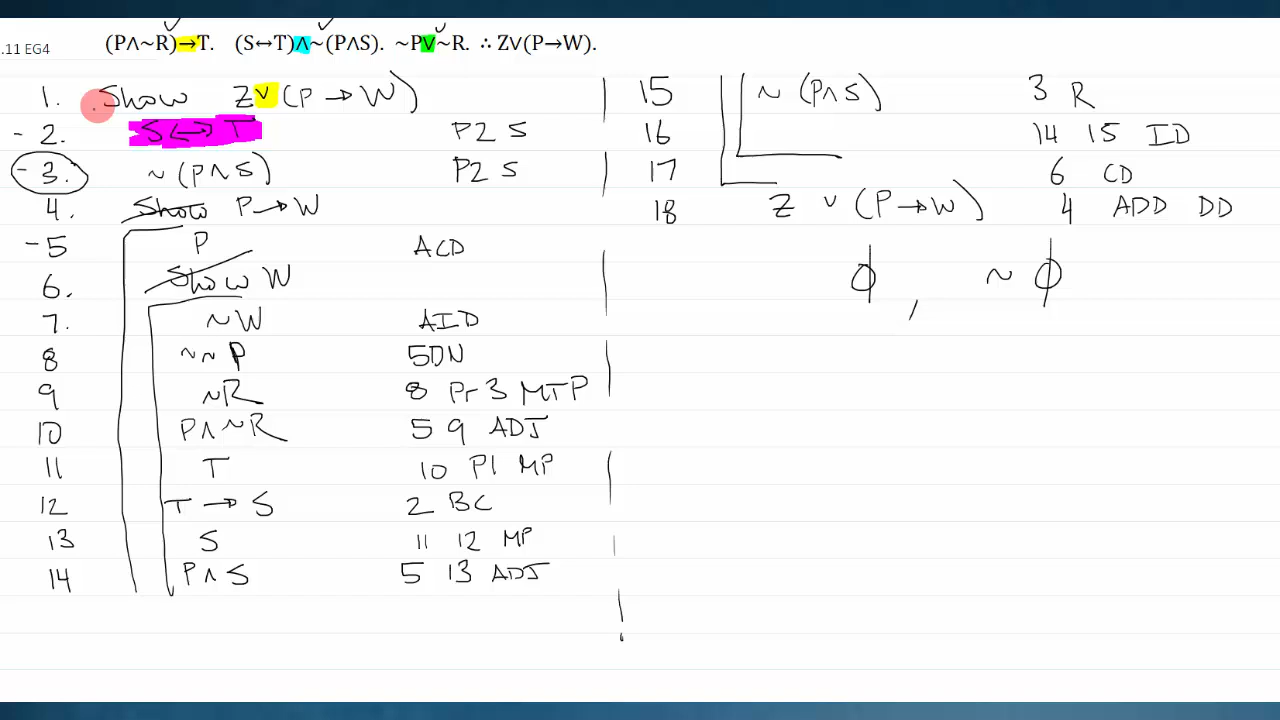 .11 EG4 (P∧~R)→T. (S↔T)∧~(P∧S). ~P∨~R. ∴ Z∨(P→W).
1. Show Z∨(P→W)
- 2. S↔T P2 S
- 3. ~(P∧S) P2 S
4. Show P→W
- 5 P ACD
6. Show W
7. ~W AID
8 ~~P 5DN
9 ~R 8 Pr3 MTP
10 P∧~R 5 9 ADJ
11 T 10 P1 MP
12 T→S 2 BC
13 S 11 12 MP
14 P∧S 5 13 ADJ
15 ~(P∧S) 3 R
16 14 15 ID
17 6 CD
18 Z ∨ (P→W) 4 ADD DD
ϕ, ~ϕ